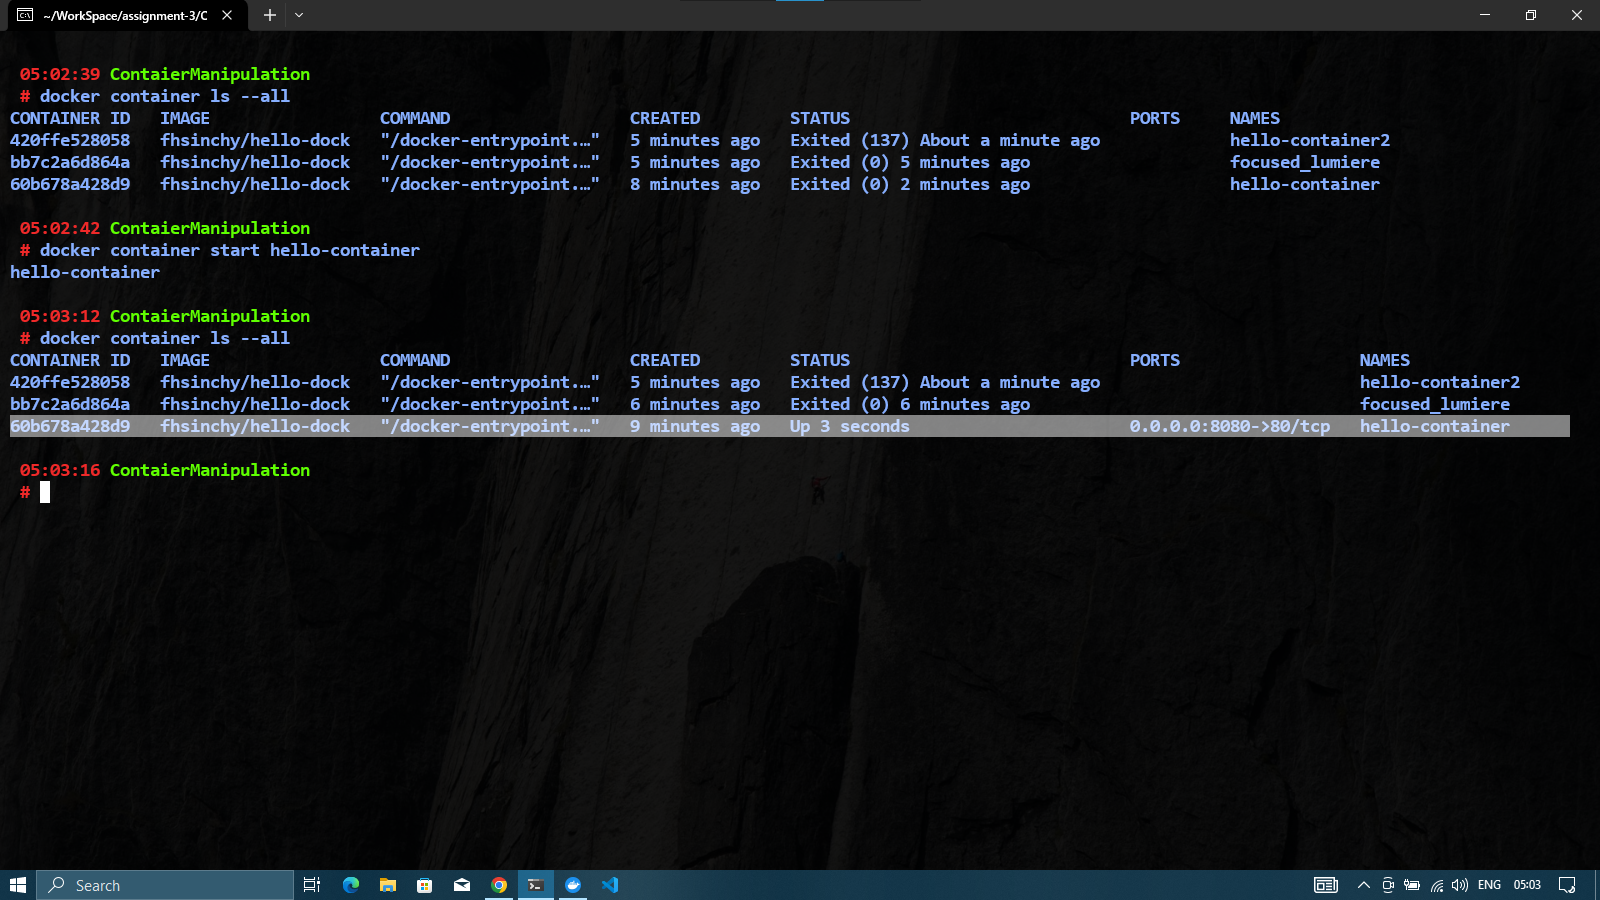 ~/WorkSpace/assignment-3/C
05:02:39 ContaierManipulation
# docker container ls --all
CONTAINER ID IMAGE COMMAND CREATED STATUS PORTS NAMES
420ffe528058 fhsinchy/hello-dock "/docker-entrypoint.…" 5 minutes ago Exited (137) About a minute ago hello-container2
bb7c2a6d864a fhsinchy/hello-dock "/docker-entrypoint.…" 5 minutes ago Exited (0) 5 minutes ago focused_lumiere
60b678a428d9 fhsinchy/hello-dock "/docker-entrypoint.…" 8 minutes ago Exited (0) 2 minutes ago hello-container
05:02:42 ContaierManipulation
# docker container start hello-container
hello-container
05:03:12 ContaierManipulation
# docker container ls --all
CONTAINER ID IMAGE COMMAND CREATED STATUS PORTS NAMES
420ffe528058 fhsinchy/hello-dock "/docker-entrypoint.…" 5 minutes ago Exited (137) About a minute ago hello-container2
bb7c2a6d864a fhsinchy/hello-dock "/docker-entrypoint.…" 6 minutes ago Exited (0) 6 minutes ago focused_lumiere
60b678a428d9 fhsinchy/hello-dock "/docker-entrypoint.…" 9 minutes ago Up 3 seconds 0.0.0.0:8080->80/tcp hello-container
05:03:16 ContaierManipulation
#
Search ENG 05:03